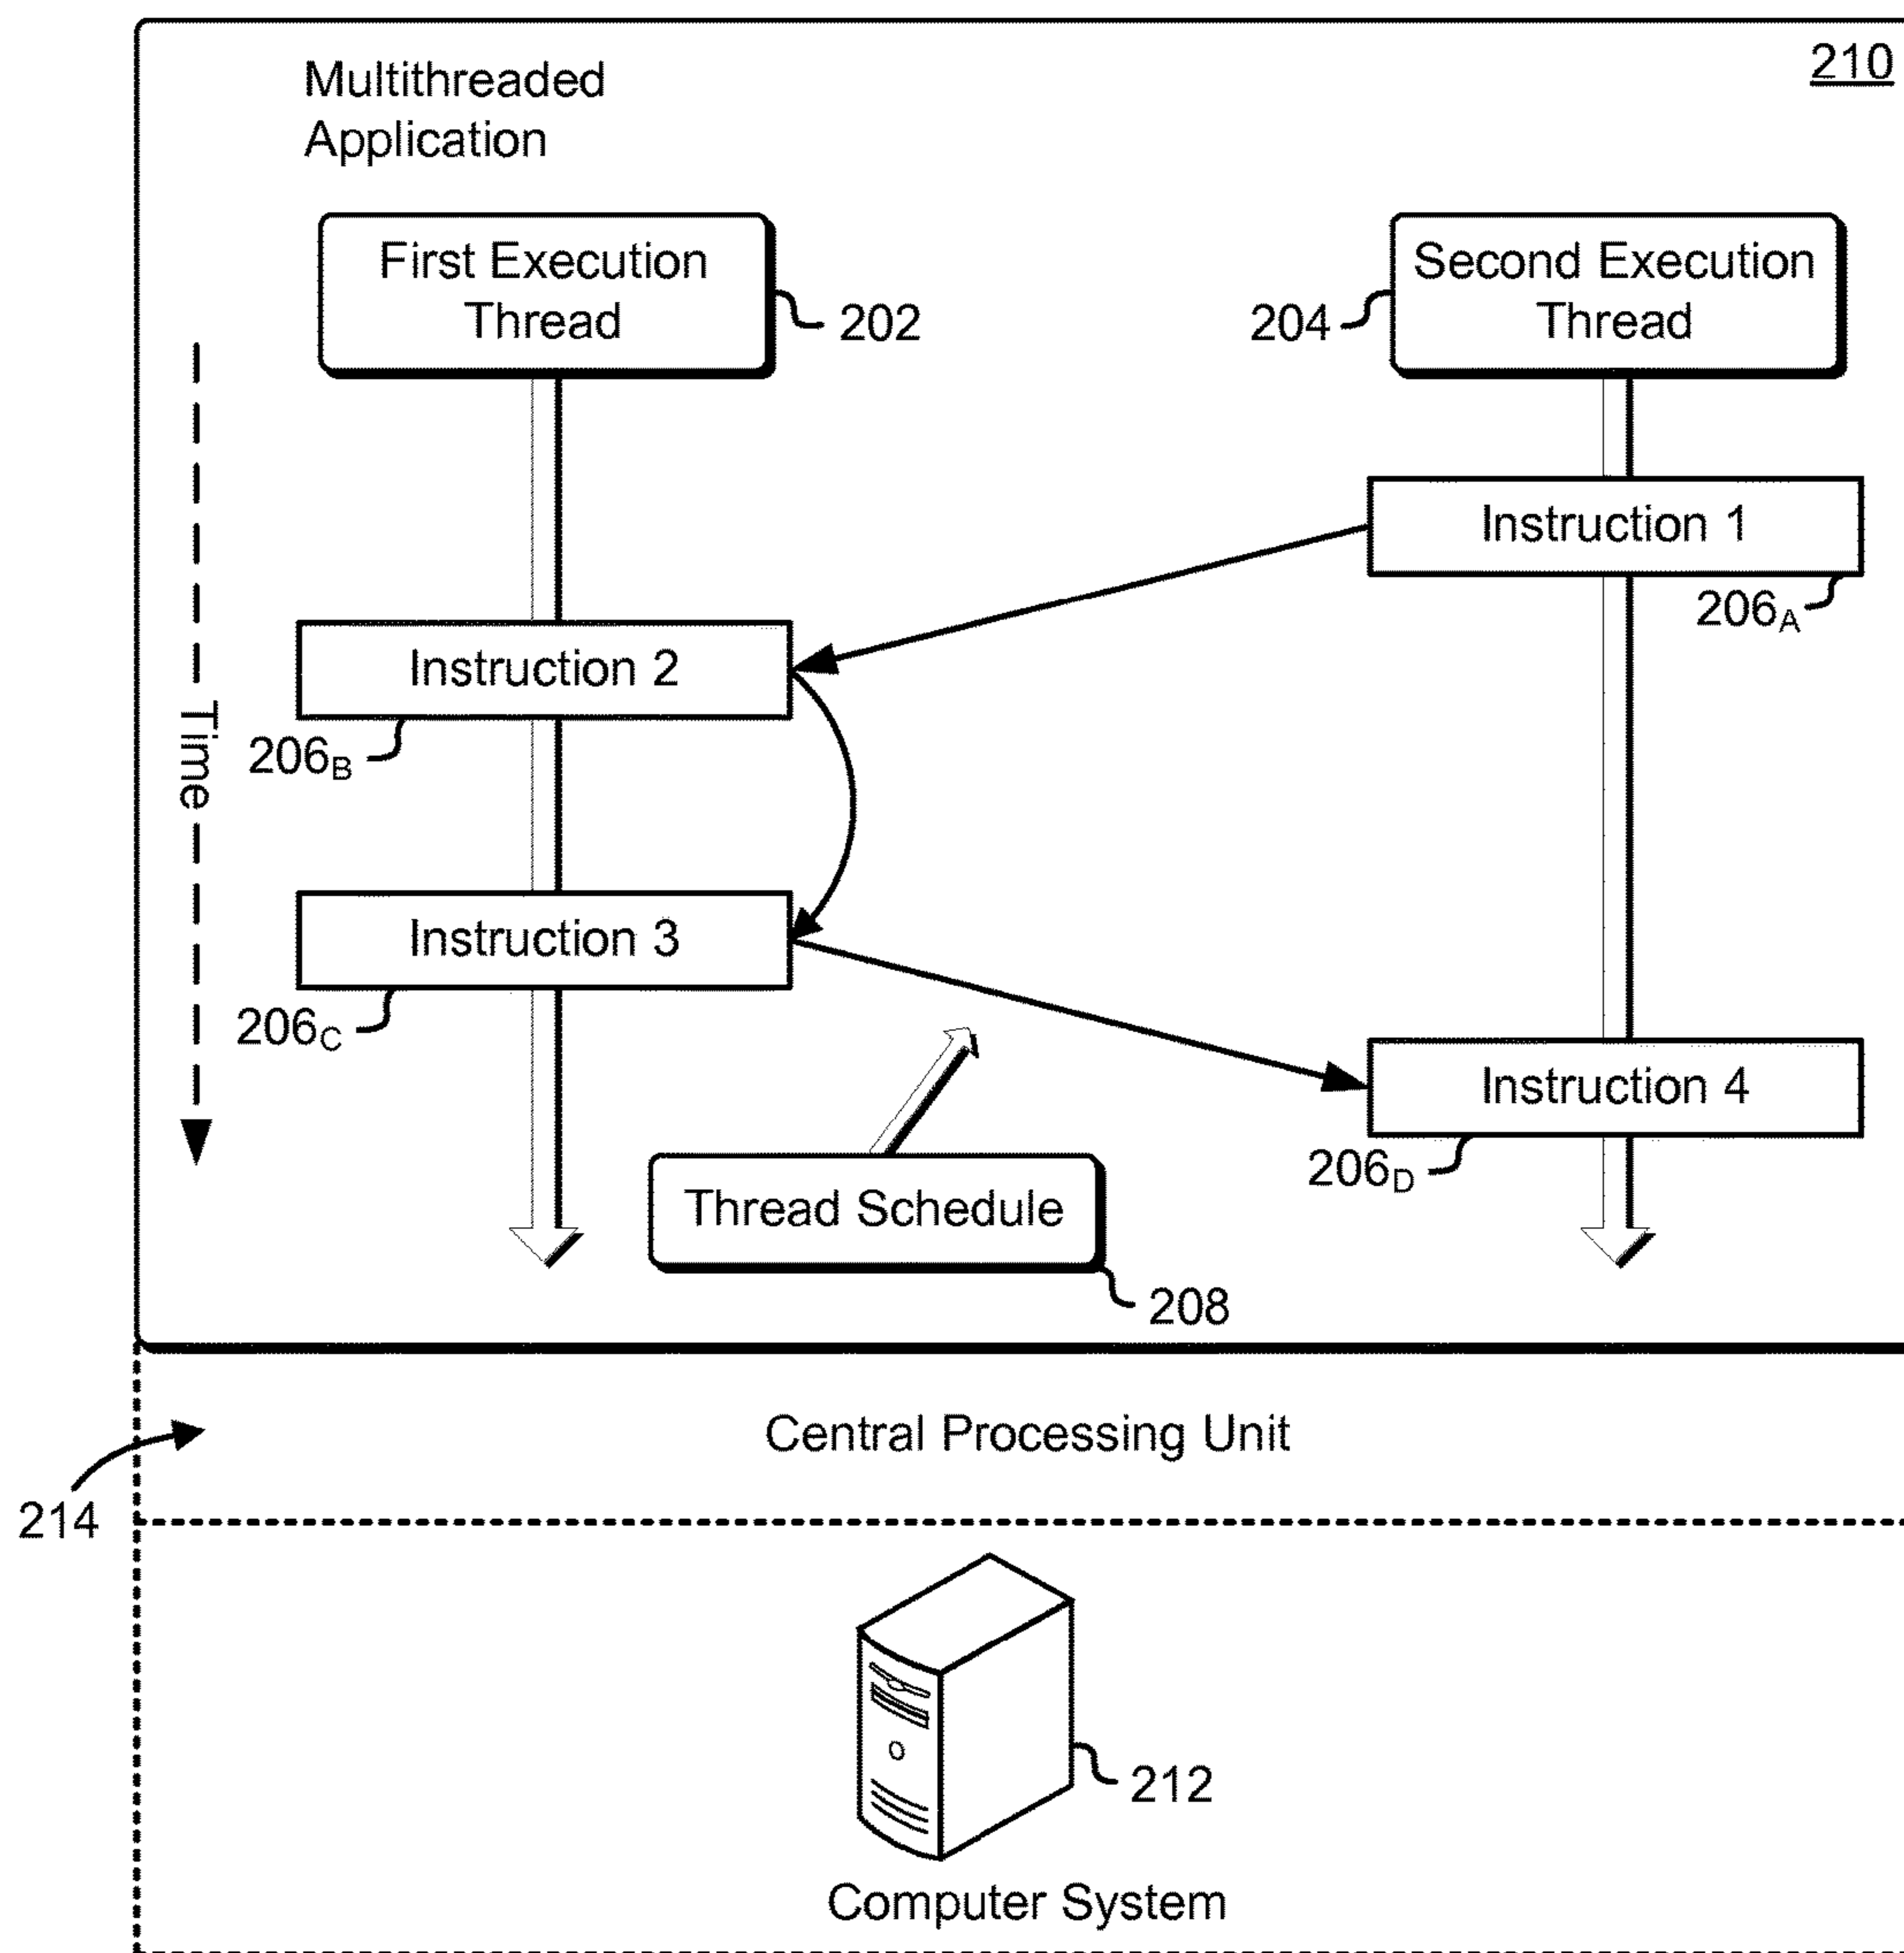 210
Multithreaded
Application
First Execution
Thread
202
Second Execution
Thread
204
Instruction 1
206A
Instruction 2
206B
Time
Instruction 3
206C
Instruction 4
206D
Thread Schedule
208
Central Processing Unit
214
212
Computer System